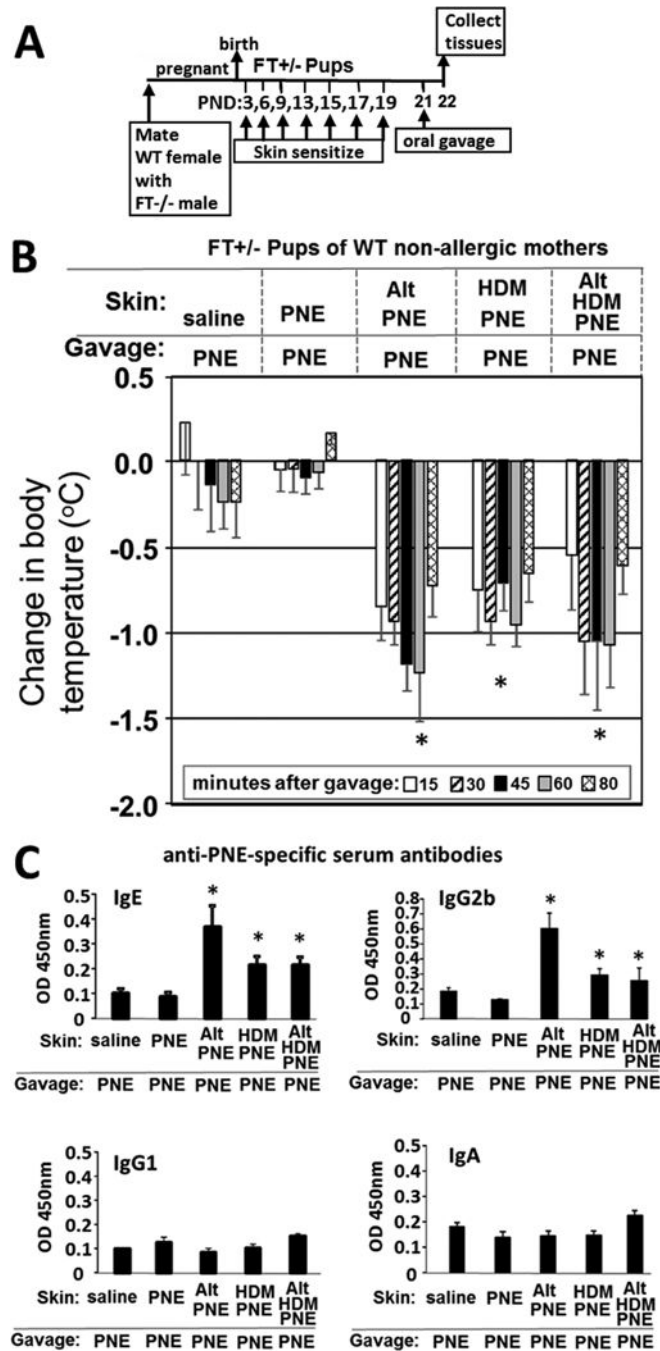 A
birth
pregnant
FT+/- Pups
Collect
tissues
PND:3,6,9,13,15,17,19
21 22
Mate
WT female
with
FT-/- male
Skin sensitize
oral gavage
B
FT+/- Pups of WT non-allergic mothers
Skin: saline PNE Alt PNE HDM PNE Alt HDM PNE
Gavage: PNE PNE PNE PNE PNE
0.5
0.0
-0.5
-1.0
-1.5
-2.0
Change in body
temperature (oC)
* * *
minutes after gavage: 15 30 45 60 80
C
anti-PNE-specific serum antibodies
IgE
OD 450nm
0.5
0.4
0.3
0.2
0.1
0
* * *
Skin: saline PNE Alt PNE HDM PNE Alt HDM PNE
Gavage: PNE PNE PNE PNE PNE
IgG2b
OD 450nm
0.8
0.7
0.6
0.5
0.4
0.3
0.2
0.1
0
* * *
Skin: saline PNE Alt PNE HDM PNE Alt HDM PNE
Gavage: PNE PNE PNE PNE PNE
IgG1
OD 450nm
0.5
0.4
0.3
0.2
0.1
0
Skin: saline PNE Alt PNE HDM PNE Alt HDM PNE
Gavage: PNE PNE PNE PNE PNE
IgA
OD 450nm
0.5
0.4
0.3
0.2
0.1
0
Skin: saline PNE Alt PNE HDM PNE Alt HDM PNE
Gavage: PNE PNE PNE PNE PNE